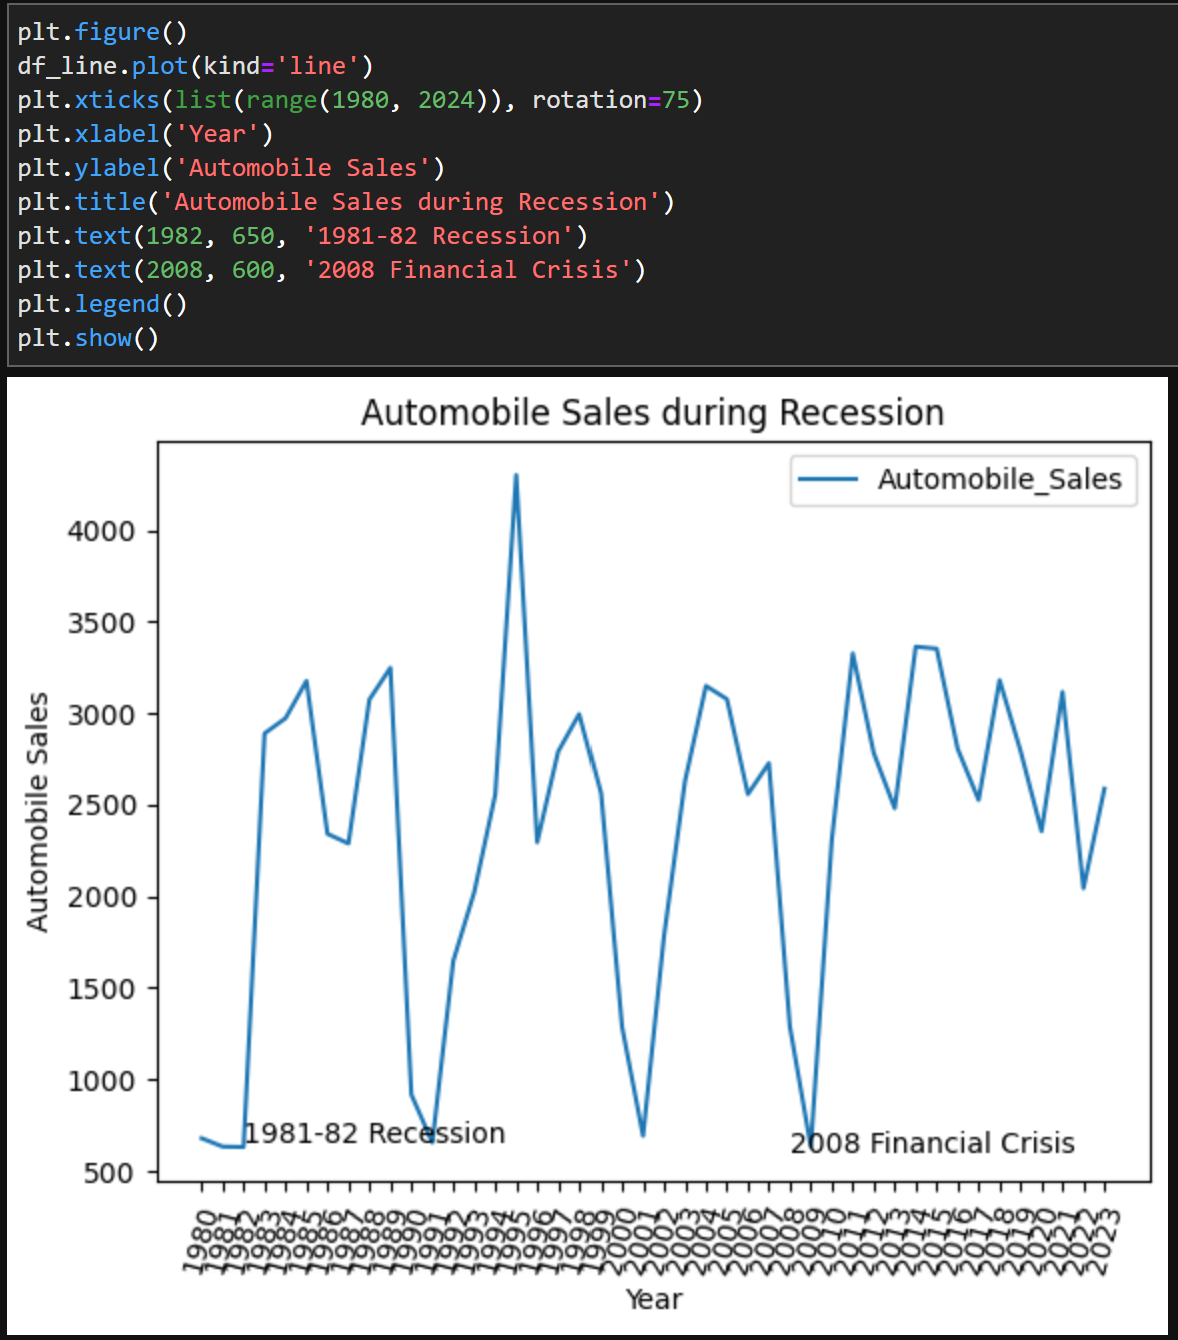 plt.figure()
df_line.plot(kind='line')
plt.xticks(list(range(1980, 2024)), rotation=75)
plt.xlabel('Year')
plt.ylabel('Automobile Sales')
plt.title('Automobile Sales during Recession')
plt.text(1982, 650, '1981-82 Recession')
plt.text(2008, 600, '2008 Financial Crisis')
plt.legend()
plt.show()
Automobile Sales during Recession
Automobile_Sales
4000
3500
3000
2500
2000
1500
1000
500
Automobile Sales
1981-82 Recession
2008 Financial Crisis
1980 1981 1982 1983 1984 1985 1986 1987 1988 1989 1990 1991 1992 1993 1994 1995 1996 1997 1998 1999 2000 2001 2002 2003 2004 2005 2006 2007 2008 2009 2010 2011 2012 2013 2014 2015 2016 2017 2018 2019 2020 2021 2022 2023
Year